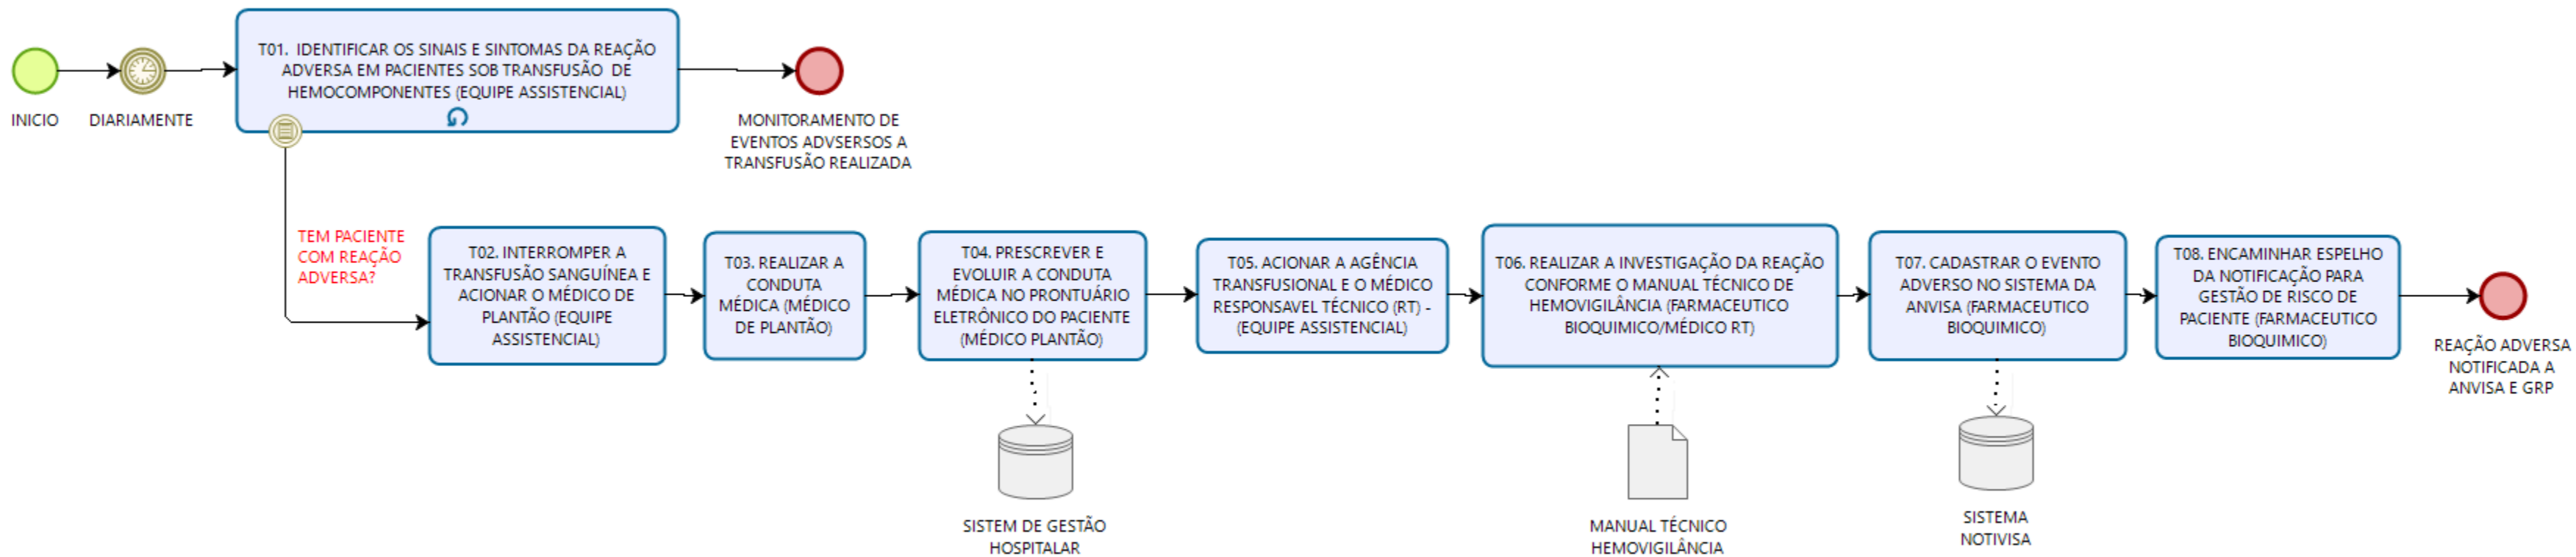 INICIO
DIARIAMENTE
T01. IDENTIFICAR OS SINAIS E SINTOMAS DA REAÇÃO
ADVERSA EM PACIENTES SOB TRANSFUSÃO DE
HEMOCOMPONENTES (EQUIPE ASSISTENCIAL)
MONITORAMENTO DE
EVENTOS ADVSERSOS A
TRANSFUSÃO REALIZADA
TEM PACIENTE
COM REAÇÃO
ADVERSA?
T02. INTERROMPER A
TRANSFUSÃO SANGUÍNEA E
ACIONAR O MÉDICO DE
PLANTÃO (EQUIPE
ASSISTENCIAL)
T03. REALIZAR A
CONDUTA
MÉDICA (MÉDICO
DE PLANTÃO)
T04. PRESCREVER E
EVOLUIR A CONDUTA
MÉDICA NO PRONTUÁRIO
ELETRÔNICO DO PACIENTE
(MÉDICO PLANTÃO)
T05. ACIONAR A AGÊNCIA
TRANSFUSIONAL E O MÉDICO
RESPONSAVEL TÉCNICO (RT) -
(EQUIPE ASSISTENCIAL)
T06. REALIZAR A INVESTIGAÇÃO DA REAÇÃO
CONFORME O MANUAL TÉCNICO DE
HEMOVIGILÂNCIA (FARMACEUTICO
BIOQUIMICO/MÉDICO RT)
T07. CADASTRAR O EVENTO
ADVERSO NO SISTEMA DA
ANVISA (FARMACEUTICO
BIOQUIMICO)
T08. ENCAMINHAR ESPELHO
DA NOTIFICAÇÃO PARA
GESTÃO DE RISCO DE
PACIENTE (FARMACEUTICO
BIOQUIMICO)
REAÇÃO ADVERSA
NOTIFICADA A
ANVISA E GRP
SISTEM DE GESTÃO
HOSPITALAR
MANUAL TÉCNICO
HEMOVIGILÂNCIA
SISTEMA
NOTIVISA